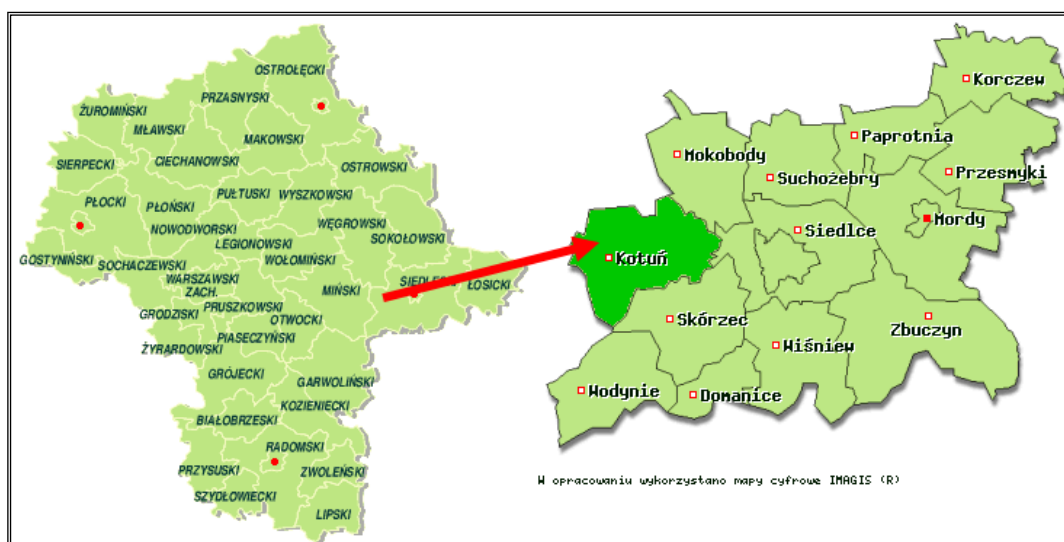 OSTROŁĘCKI
PRZASNYSKI
ŻUROMIŃSKI
MŁAWSKI
MAKOWSKI
SIERPECKI
CIECHANOWSKI
OSTROWSKI
PŁOCKI
PŁOŃSKI
PUŁTUSKI
WYSZKOWSKI
NOWODWORSKI
WĘGROWSKI
LEGIONOWSKI
SOKOŁOWSKI
GOSTYNIŃSKI
SOCHACZEWSKI
WOŁOMIŃSKI
WARSZAWSKI
ZACH.
MIŃSKI
ŁOSICKI
GRODZISKI
PRUSZKOWSKI
OTWOCKI
PIASECZYŃSKI
ŻYRARDOWSKI
GRÓJECKI
GARWOLIŃSKI
KOZIENIECKI
BIAŁOBRZESKI
RADOMSKI
PRZYSUSKI
ZWOLEŃSKI
SZYDŁOWIECKI
LIPSKI
Korczew
Paprotnia
Mokobody
Suchożebry
Przesmyki
Mordy
Siedlce
Kotuń
Skórzec
Zbuczyn
Wiśniew
Wodynie
Domanice
W opracowaniu wykorzystano mapy cyfrowe IMAGIS (R)